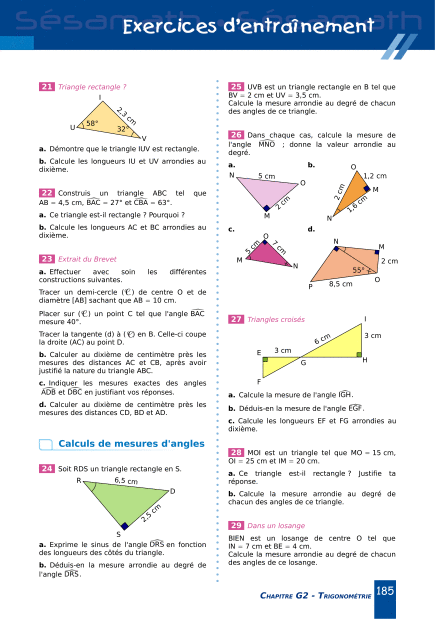 Sésamath Sésamath
Exercices d'entraînement
21 Triangle rectangle ?
I
2,3 cm
U 58°
32°
V
a. Démontre que le triangle IUV est rectangle.
b. Calcule les longueurs IU et UV arrondies au
dixième.
22 Construis un triangle ABC tel que
AB = 4,5 cm, BAC = 27° et CBA = 63°.
a. Ce triangle est-il rectangle ? Pourquoi ?
b. Calcule les longueurs AC et BC arrondies au
dixième.
23 Extrait du Brevet
a. Effectuer avec soin les différentes
constructions suivantes.
Tracer un demi-cercle (𝒞) de centre O et de
diamètre [AB] sachant que AB = 10 cm.
Placer sur (𝒞) un point C tel que l'angle BAC
mesure 40°.
Tracer la tangente (d) à (𝒞) en B. Celle-ci coupe
la droite (AC) au point D.
b. Calculer au dixième de centimètre près les
mesures des distances AC et CB, après avoir
justifié la nature du triangle ABC.
c. Indiquer les mesures exactes des angles
ADB et DBC en justifiant vos réponses.
d. Calculer au dixième de centimètre près les
mesures des distances CD, BD et AD.
Calculs de mesures d'angles
24 Soit RDS un triangle rectangle en S.
R 6,5 cm
D
2,5 cm
S
a. Exprime le sinus de l'angle DRS en fonction
des longueurs des côtés du triangle.
b. Déduis-en la mesure arrondie au degré de
l'angle DRS.
25 UVB est un triangle rectangle en B tel que
BV = 2 cm et UV = 3,5 cm.
Calcule la mesure arrondie au degré de chacun
des angles de ce triangle.
26 Dans chaque cas, calcule la mesure de
l'angle MNO ; donne la valeur arrondie au
degré.
a.
N 5 cm
O
2 cm
M
b.
O
1,2 cm
2 cm
M
1,6 cm
N
c.
O
5 cm 7 cm
M
N
d.
N
M
2 cm
55°
O
P 8,5 cm
27 Triangles croisés
I
6 cm
3 cm
E 3 cm
G
H
F
a. Calcule la mesure de l'angle IGH.
b. Déduis-en la mesure de l'angle EGF.
c. Calcule les longueurs EF et FG arrondies au
dixième.
28 MOI est un triangle tel que MO = 15 cm,
OI = 25 cm et IM = 20 cm.
a. Ce triangle est-il rectangle ? Justifie ta
réponse.
b. Calcule la mesure arrondie au degré de
chacun des angles de ce triangle.
29 Dans un losange
BIEN est un losange de centre O tel que
IN = 7 cm et BE = 4 cm.
Calcule la mesure arrondie au degré de chacun
des angles de ce losange.
CHAPITRE G2 - TRIGONOMÉTRIE 185